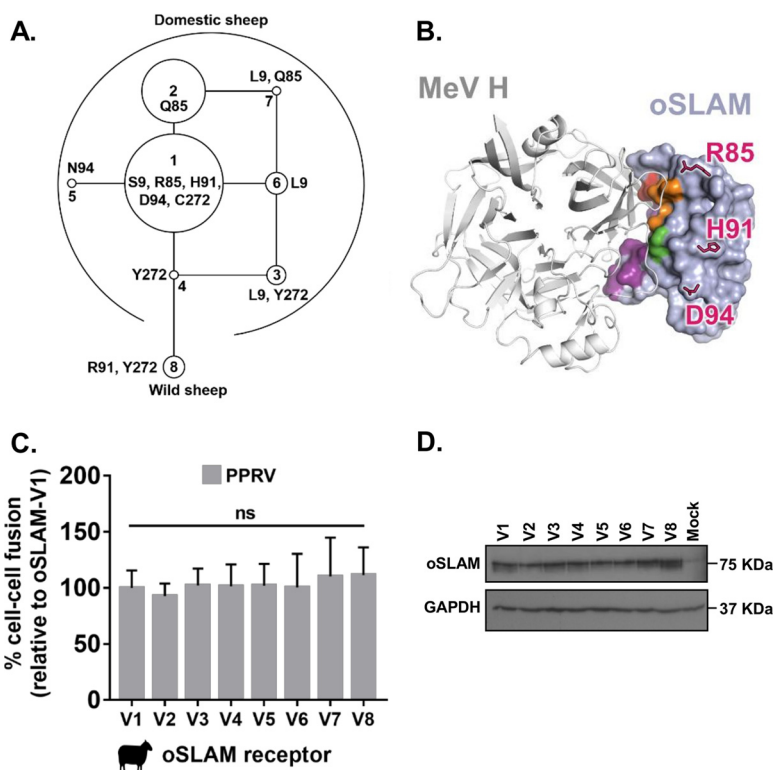 A.
Domestic sheep
2
Q85
L9, Q85
7
N94
5
1
S9, R85, H91,
D94, C272
6
L9
Y272
4
3
L9, Y272
R91, Y272
8
Wild sheep
B.
MeV H
oSLAM
R85
H91
D94
C.
% cell-cell fusion
(relative to oSLAM-V1)
200
150
100
50
0
PPRV
ns
V1 V2 V3 V4 V5 V6 V7 V8
oSLAM receptor
D.
V1 V2 V3 V4 V5 V6 V7 V8 Mock
oSLAM
75 KDa
GAPDH
37 KDa